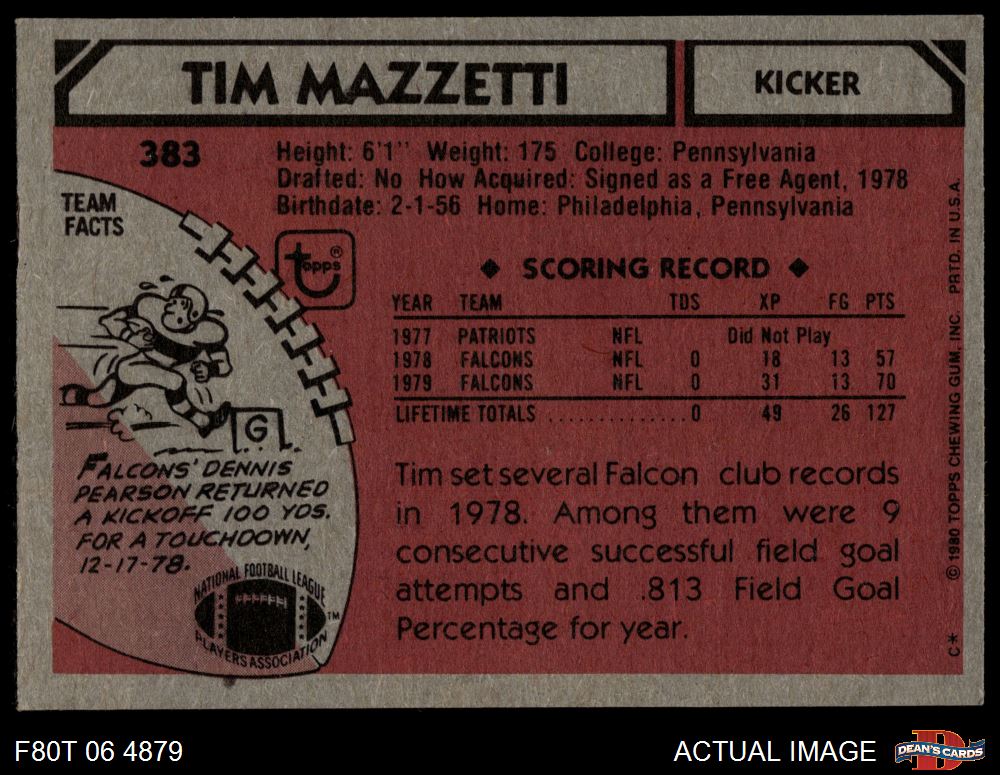 TIM MAZZETTI
KICKER
383
Height: 6'1" Weight: 175 College: Pennsylvania
Drafted: No How Acquired: Signed as a Free Agent, 1978
Birthdate: 2-1-56 Home: Philadelphia, Pennsylvania
TEAM
FACTS
topps®
G
FALCONS' DENNIS
PEARSON RETURNED
A KICKOFF 100 YDS.
FOR A TOUCHDOWN,
12-17-78.
NATIONAL FOOTBALL LEAGUE
PLAYERS ASSOCIATION
TM
◆ SCORING RECORD ◆
YEAR TEAM TDS XP FG PTS
1977 PATRIOTS NFL Did Not Play
1978 FALCONS NFL 0 18 13 57
1979 FALCONS NFL 0 31 13 70
LIFETIME TOTALS ............. 0 49 26 127
Tim set several Falcon club records
in 1978. Among them were 9
consecutive successful field goal
attempts and .813 Field Goal
Percentage for year.
C* © 1980 TOPPS CHEWING GUM, INC. PRTD. IN U.S.A.
F80T 06 4879
ACTUAL IMAGE
DEAN'S CARDS